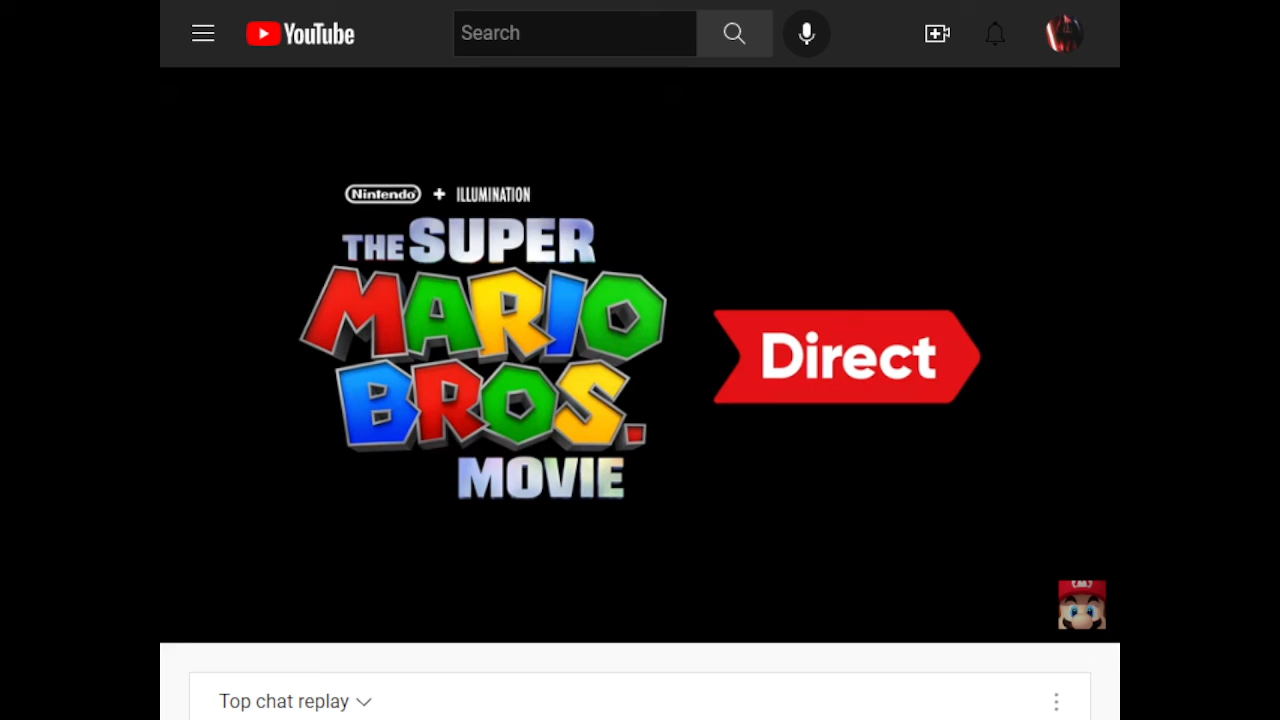 YouTube
Search
Nintendo + ILLUMINATION
THE SUPER
MARIO
BROS.
MOVIE
Direct
M
Top chat replay